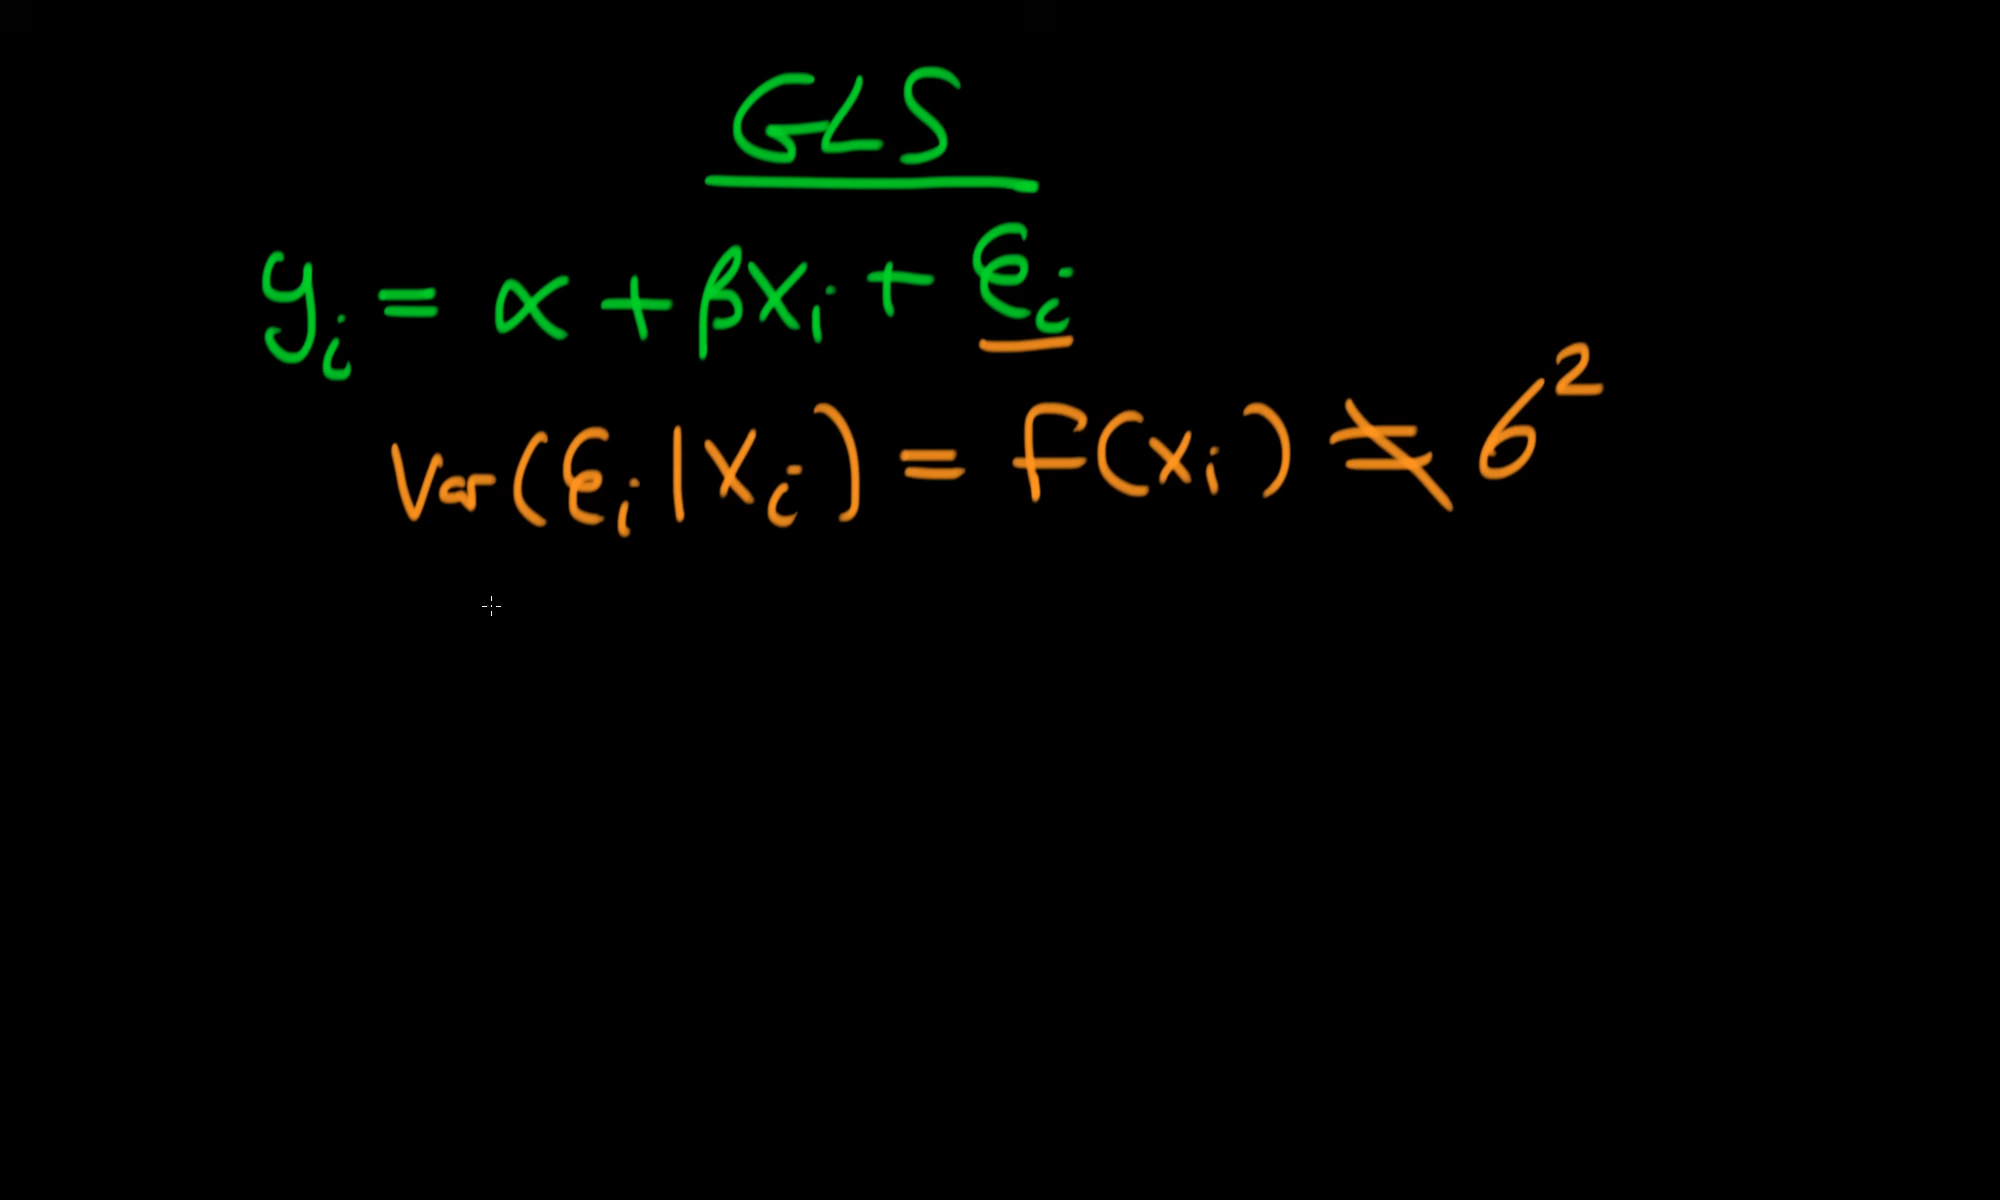 GLS
yᵢ = α + βxᵢ + εᵢ
Var(εᵢ|xᵢ) = f(xᵢ) ≠ σ²